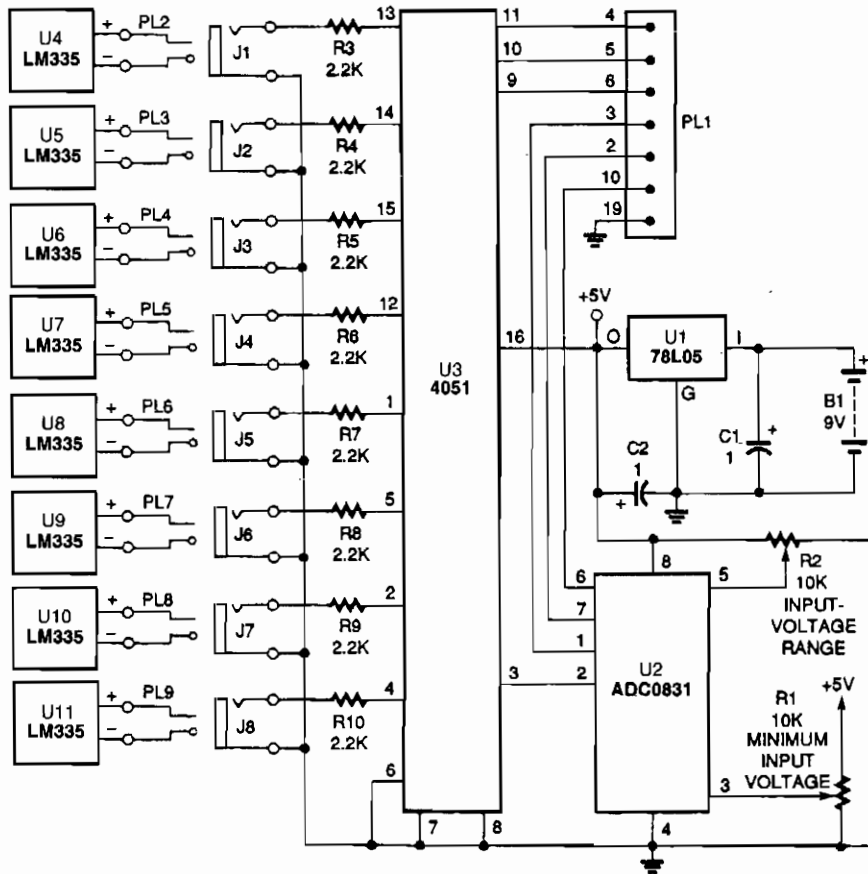 U4
LM335
+ PL2
−
J1
R3
2.2K
13
U5
LM335
+ PL3
−
J2
R4
2.2K
14
U6
LM335
+ PL4
−
J3
R5
2.2K
15
U7
LM335
+ PL5
−
J4
R6
2.2K
12
U8
LM335
+ PL6
−
J5
R7
2.2K
1
U9
LM335
+ PL7
−
J6
R8
2.2K
5
U10
LM335
+ PL8
−
J7
R9
2.2K
2
U11
LM335
+ PL9
−
J8
R10
2.2K
4
6
7
8
U3
4051
11
10
9
16
3
4
5
6
3
2
10
19
PL1
+5V
O
U1
78L05
I
G
C2
1
+
C1
1
+
+
B1
9V
8
6
7
1
2
5
3
4
U2
ADC0831
R2
10K
INPUT-
VOLTAGE
RANGE
+5V
R1
10K
MINIMUM
INPUT
VOLTAGE